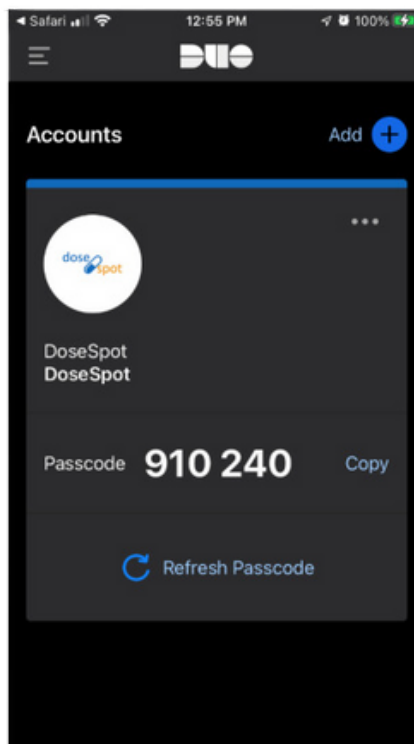 Safari 12:55 PM 100%
DUO
Accounts Add
dose
spot
DoseSpot
DoseSpot
Passcode 910 240 Copy
Refresh Passcode